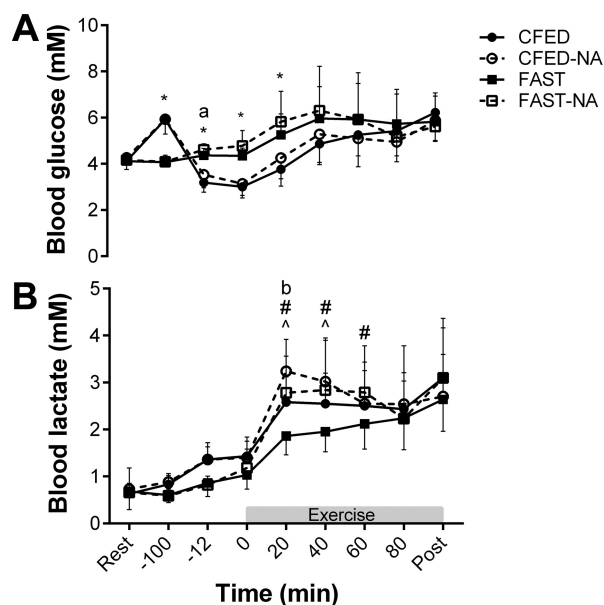 A
Blood glucose (mM)
10
8
6
4
2
0
*
a
*
*
*
CFED
CFED-NA
FAST
FAST-NA
B
Blood lactate (mM)
5
4
3
2
1
0
b
#
^
#
^
#
Exercise
Rest
-100
-12
0
20
40
60
80
Post
Time (min)